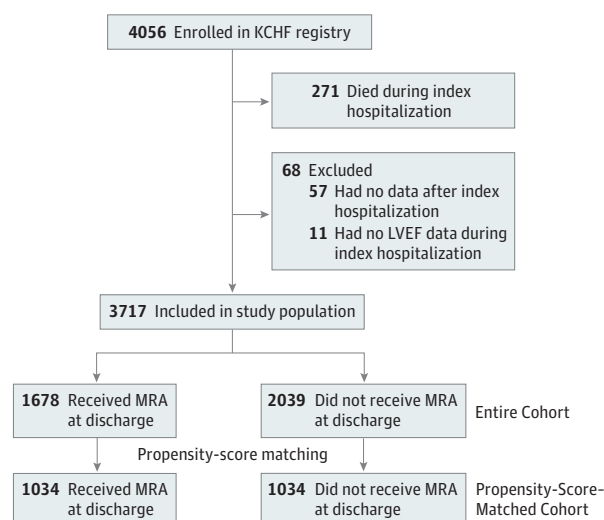 4056 Enrolled in KCHF registry
271 Died during index
hospitalization
68 Excluded
57 Had no data after index
hospitalization
11 Had no LVEF data during
index hospitalization
3717 Included in study population
1678 Received MRA
at discharge
2039 Did not receive MRA
at discharge
Entire Cohort
Propensity-score matching
1034 Received MRA
at discharge
1034 Did not receive MRA
at discharge
Propensity-Score-
Matched Cohort